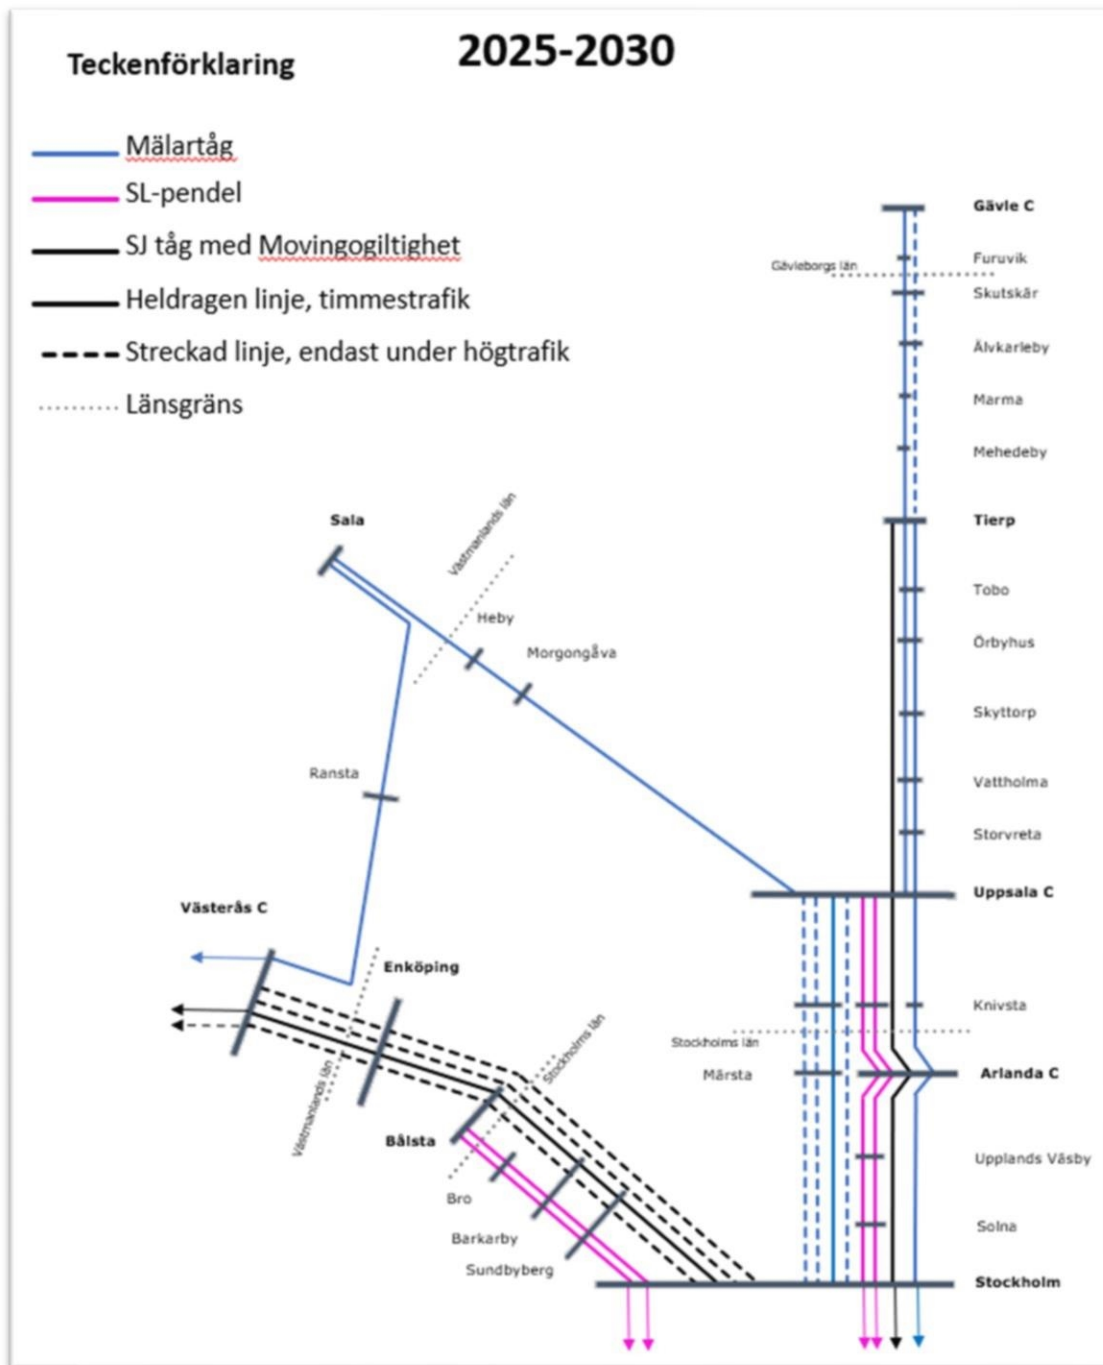 2025-2030
Teckenförklaring
Mälartåg
SL-pendel
SJ tåg med Movingogiltighet
Heldragen linje, timmestrafik
Streckad linje, endast under högtrafik
Länsgräns
Gävle C
Furuvik
Gävleborgs län
Skutskär
Älvkarleby
Marma
Mehedeby
Tierp
Tobo
Örbyhus
Skyttorp
Vattholma
Storvreta
Uppsala C
Knivsta
Stockholms län
Märsta
Arlanda C
Upplands Väsby
Solna
Stockholm
Sala
Västmanlands län
Heby
Morgongåva
Ransta
Västerås C
Enköping
Västmanlands län
Stockholms län
Bålsta
Bro
Barkarby
Sundbyberg